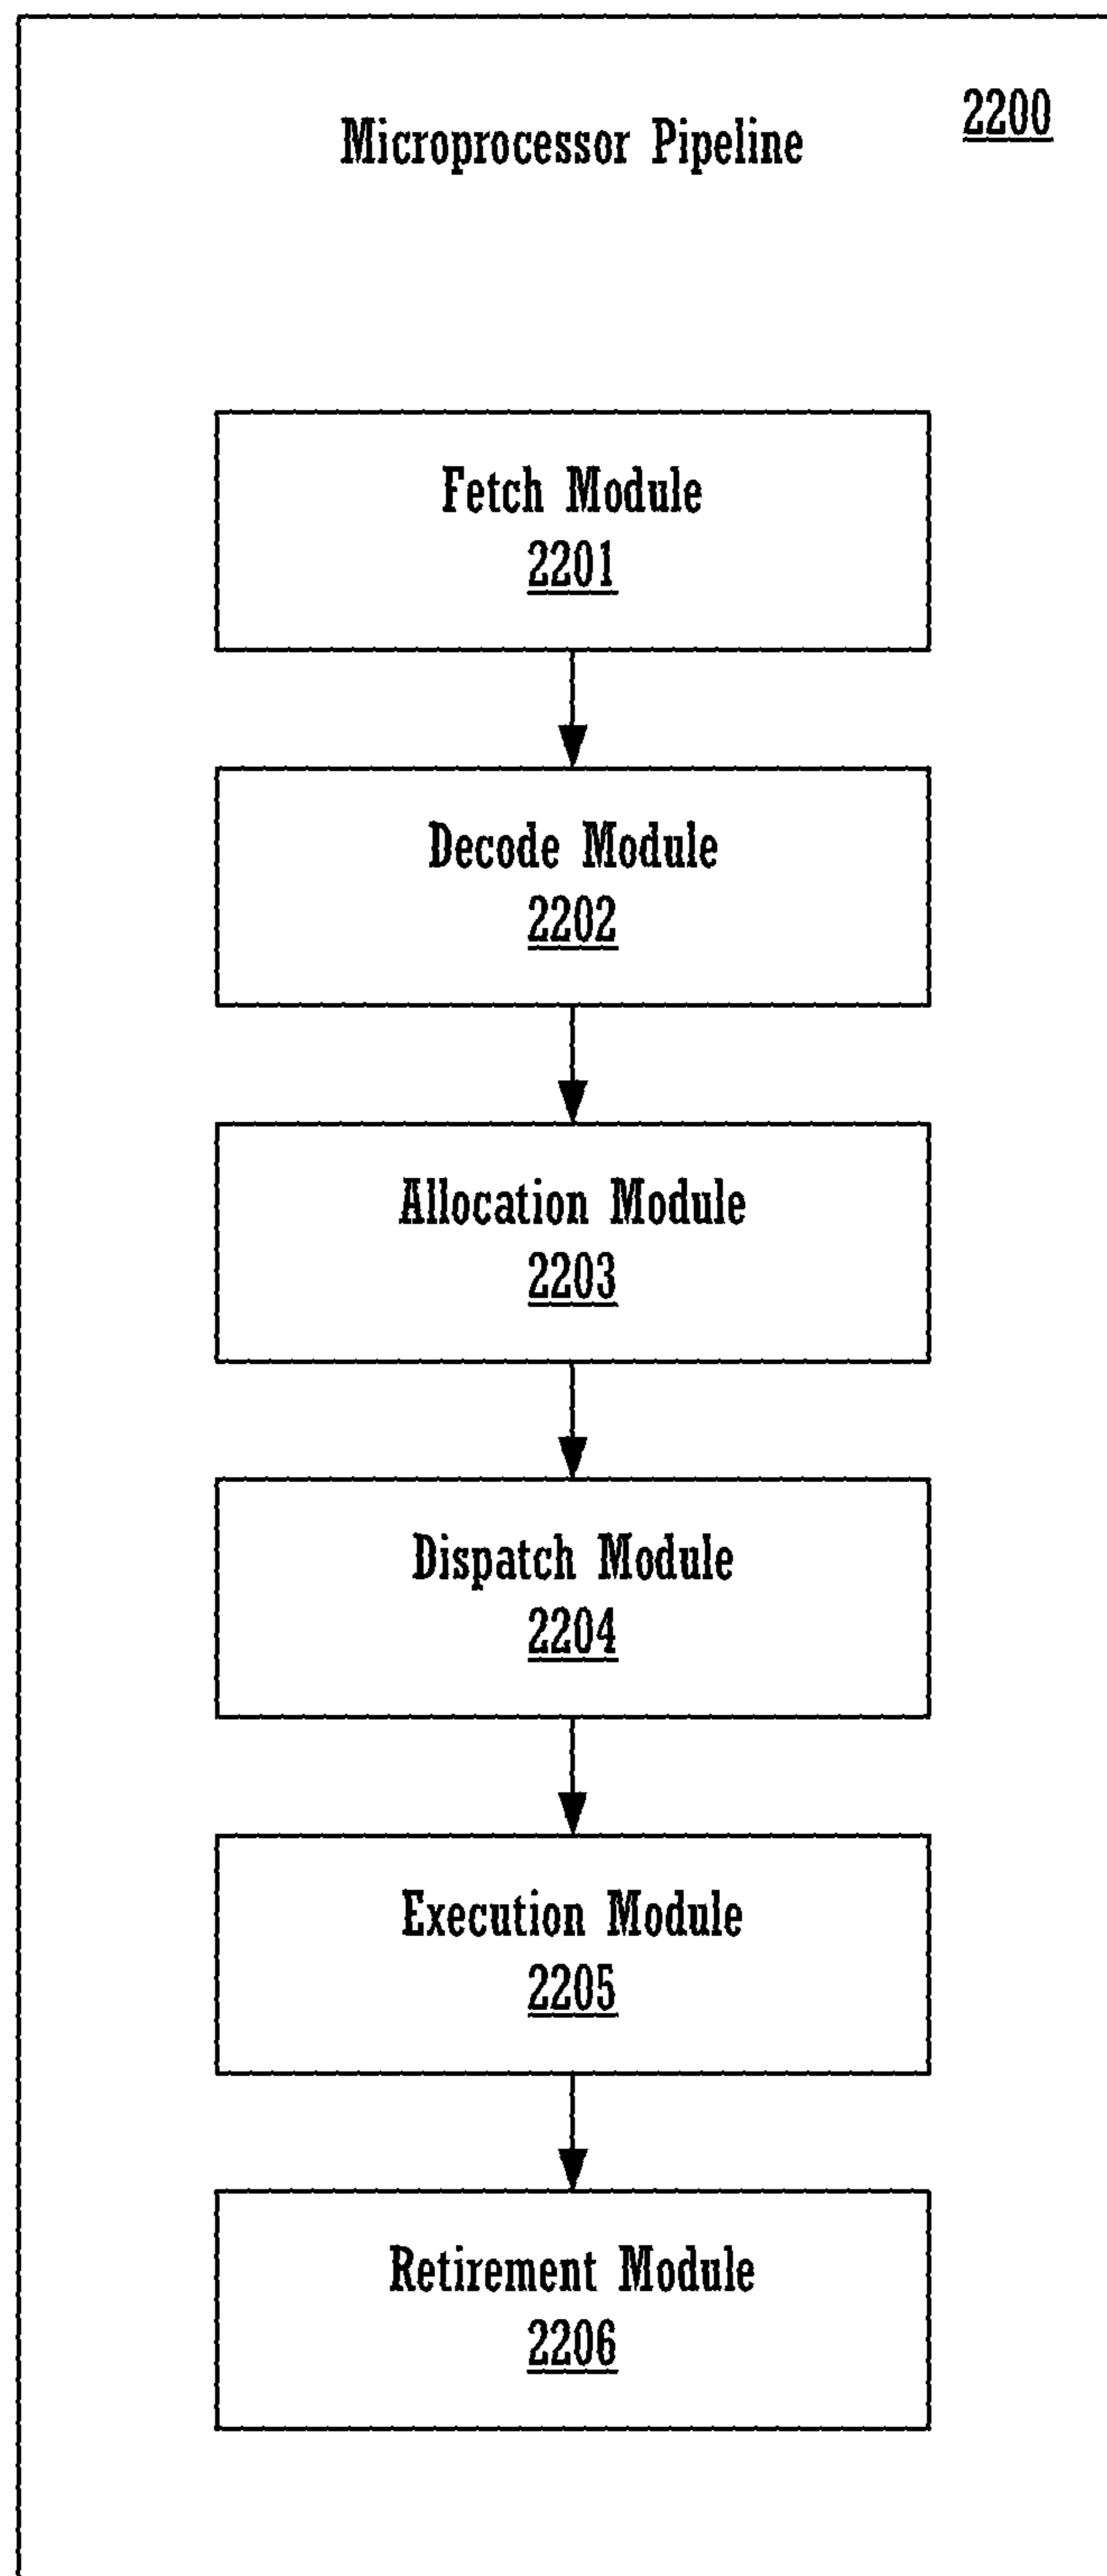 2200
Microprocessor Pipeline
Fetch Module
2201
Decode Module
2202
Allocation Module
2203
Dispatch Module
2204
Execution Module
2205
Retirement Module
2206